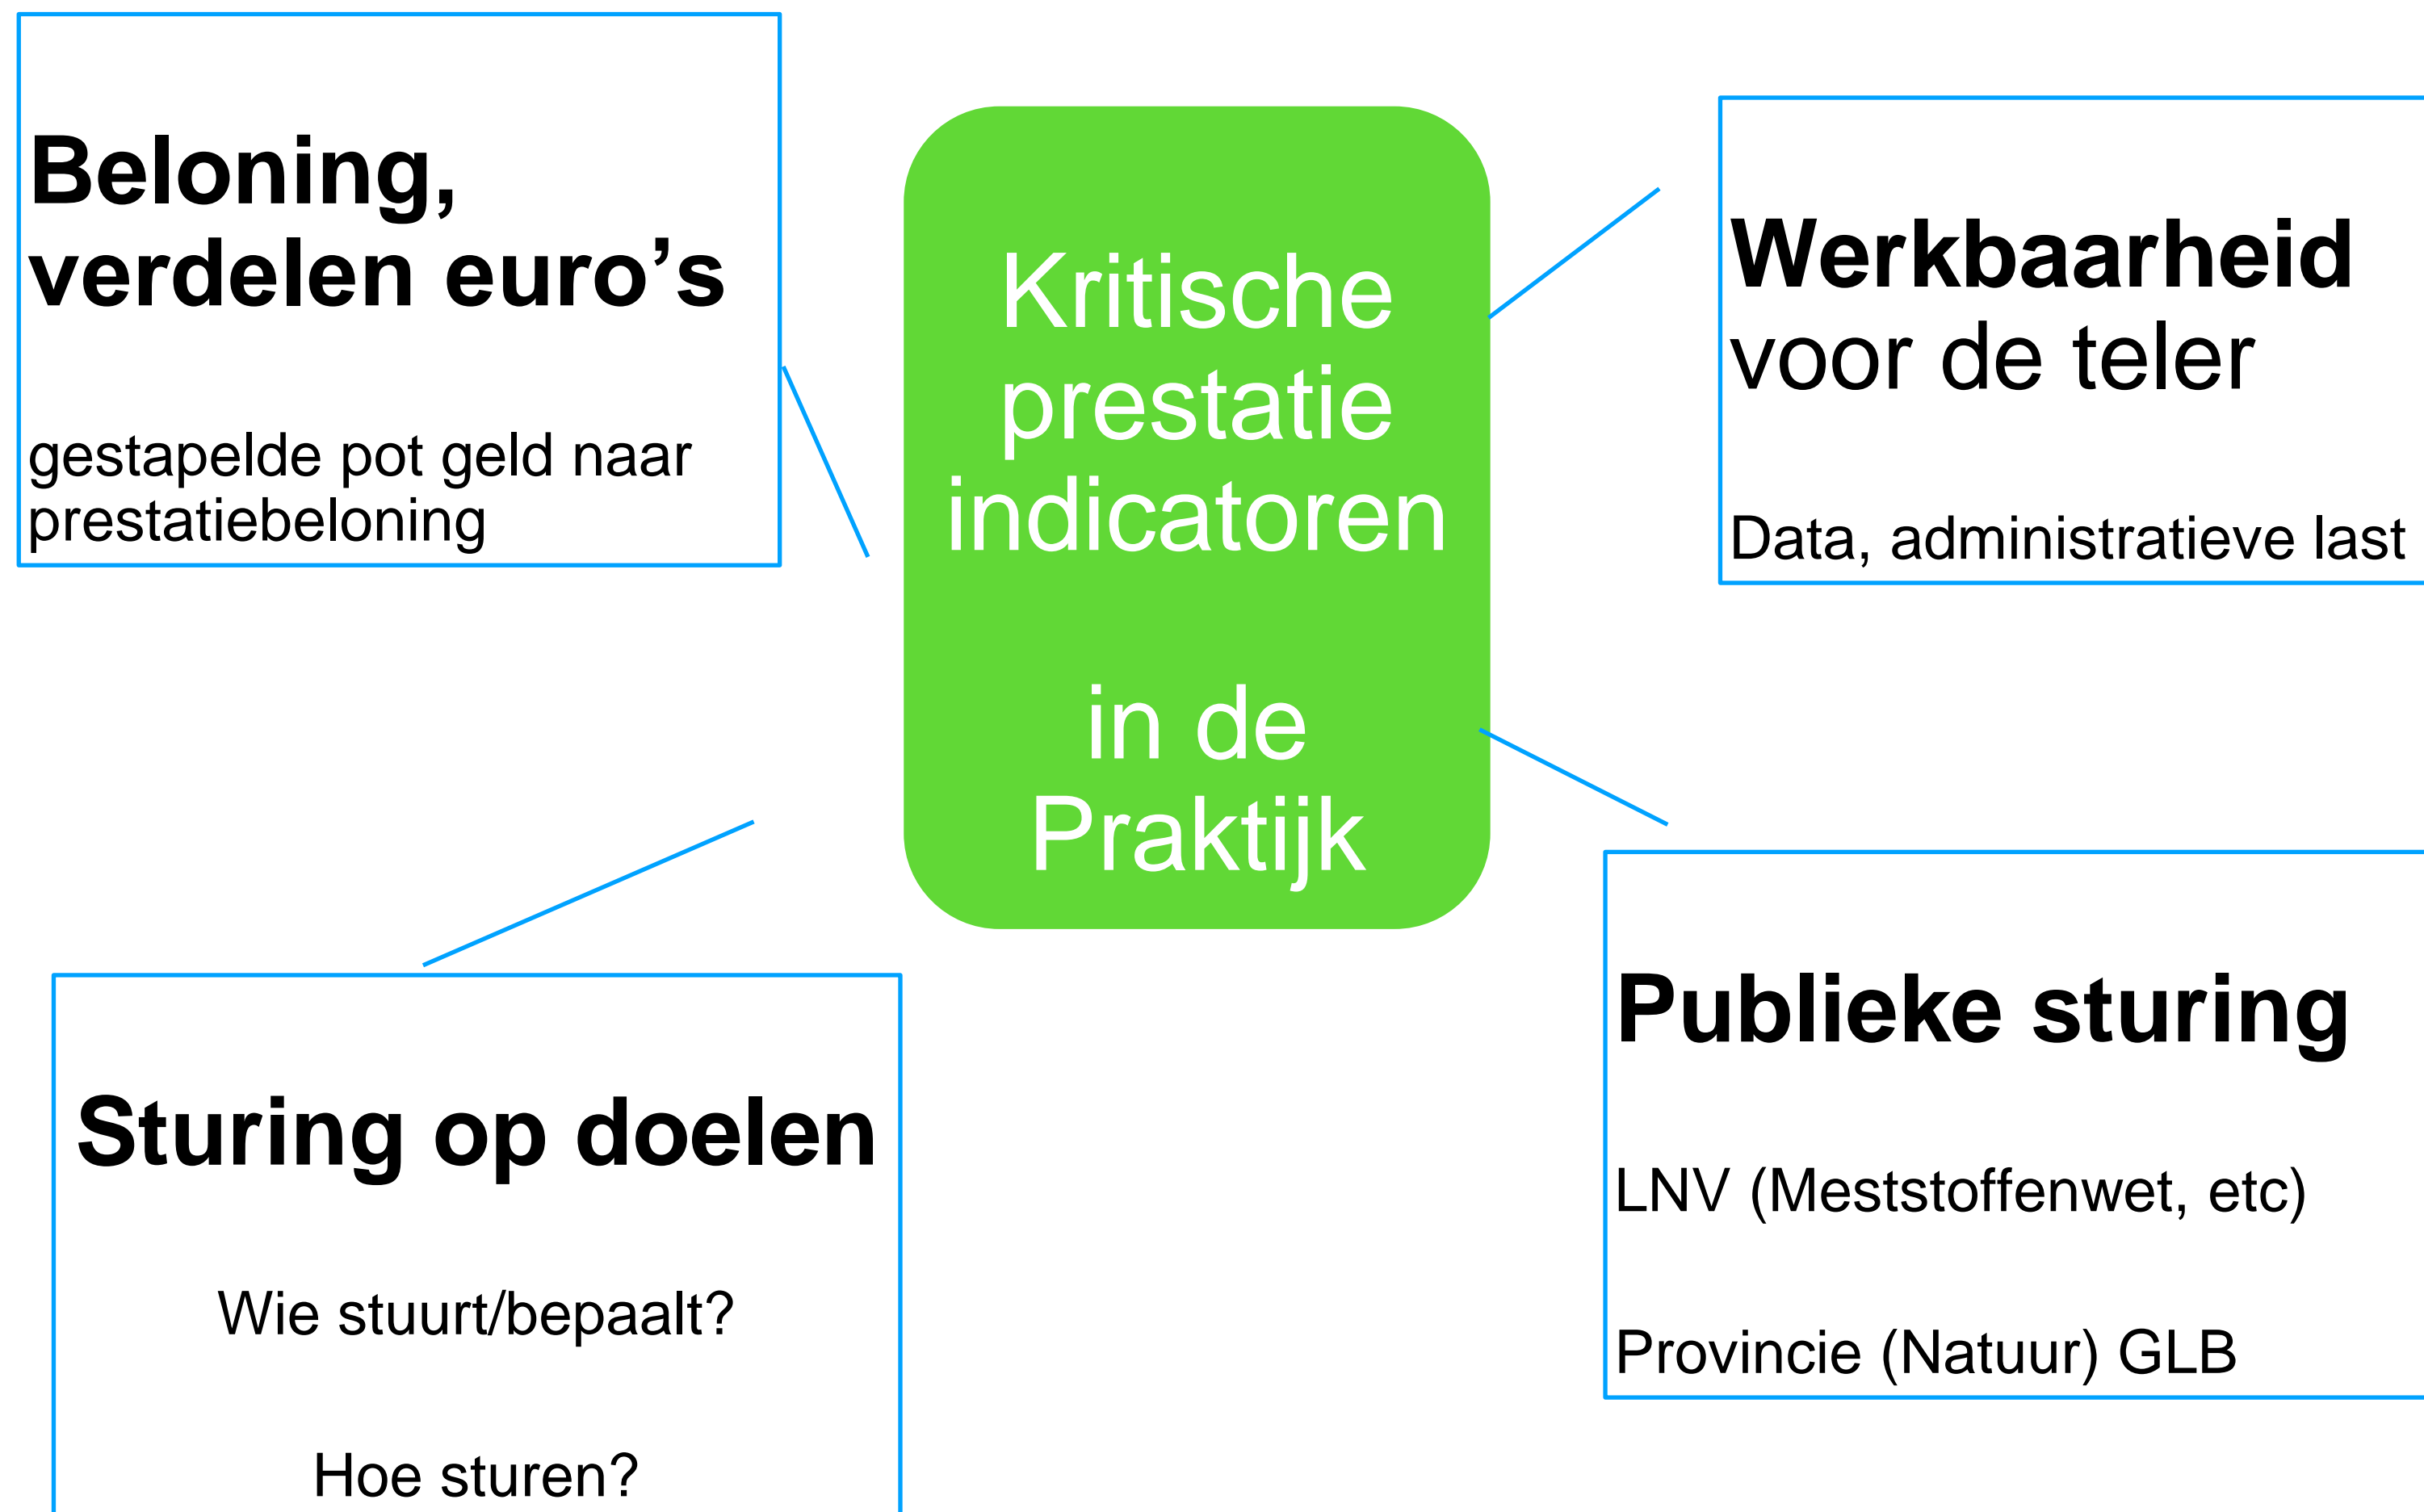 Beloning,
verdelen euro’s
gestapelde pot geld naar
prestatiebeloning
Kritische
prestatie
indicatoren
in de
Praktijk
Werkbaarheid
voor de teler
Data, administratieve last
Sturing op doelen
Wie stuurt/bepaalt?
Hoe sturen?
Publieke sturing
LNV (Meststoffenwet, etc)
Provincie (Natuur) GLB